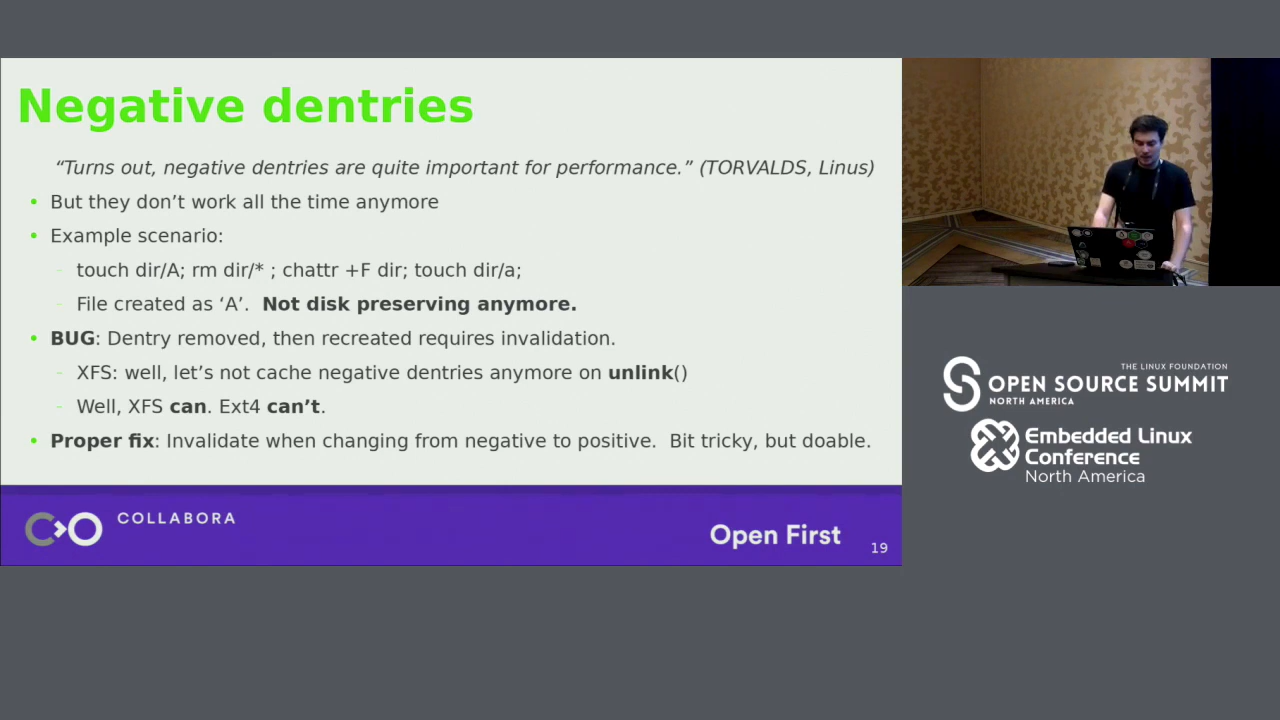 Negative dentries
“Turns out, negative dentries are quite important for performance.” (TORVALDS, Linus)
• But they don’t work all the time anymore
• Example scenario:
- touch dir/A; rm dir/* ; chattr +F dir; touch dir/a;
- File created as ‘A’. Not disk preserving anymore.
• BUG: Dentry removed, then recreated requires invalidation.
- XFS: well, let’s not cache negative dentries anymore on unlink()
- Well, XFS can. Ext4 can’t.
• Proper fix: Invalidate when changing from negative to positive. Bit tricky, but doable.
COLLABORA
Open First
19
THE LINUX FOUNDATION
OPEN SOURCE SUMMIT
NORTH AMERICA
Embedded Linux
Conference
North America